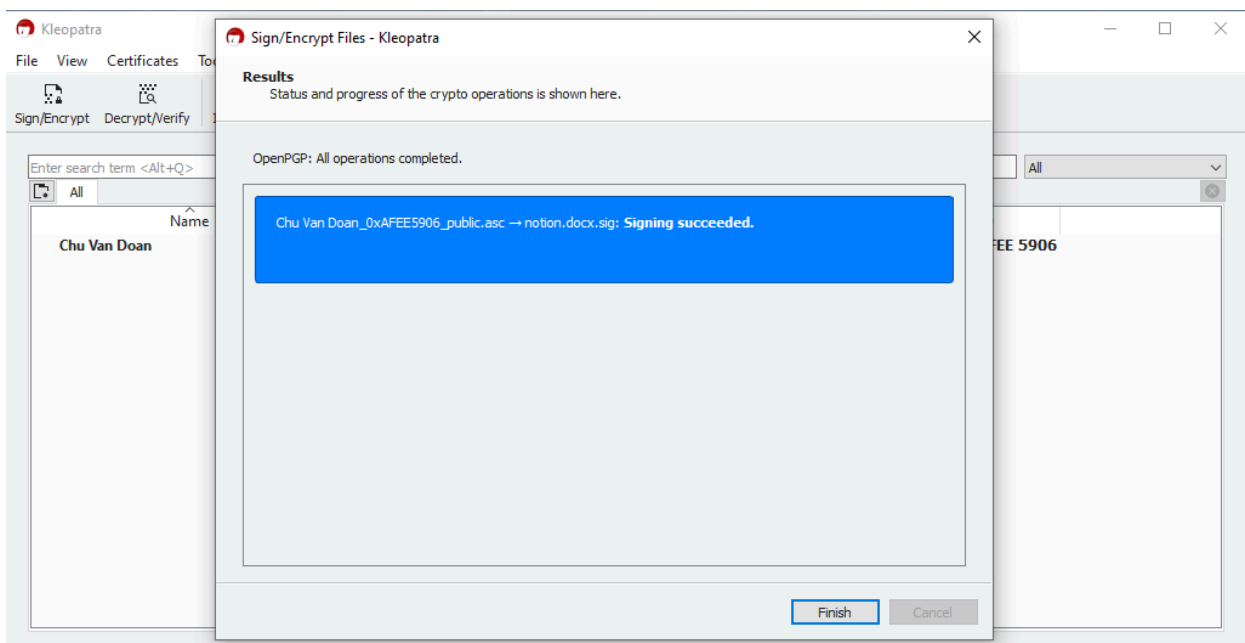 Kleopatra
File View Certificates
Sign/Encrypt Decrypt/Verify
Enter search term <Alt+Q>
All
All
Name
Chu Van Doan
FEE 5906
Sign/Encrypt Files - Kleopatra
Results
Status and progress of the crypto operations is shown here.
OpenPGP: All operations completed.
Chu Van Doan_0xAFEE5906_public.asc → notion.docx.sig: Signing succeeded.
Finish Cancel